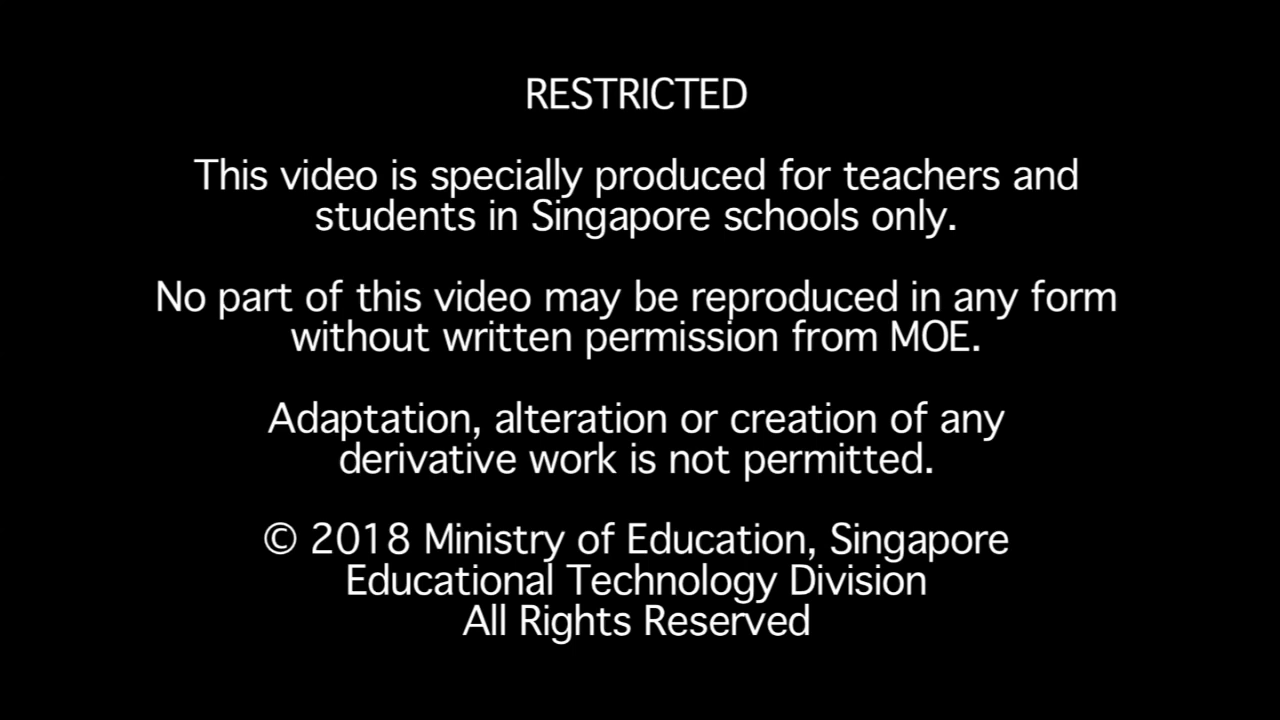 RESTRICTED
This video is specially produced for teachers and
students in Singapore schools only.
No part of this video may be reproduced in any form
without written permission from MOE.
Adaptation, alteration or creation of any
derivative work is not permitted.
© 2018 Ministry of Education, Singapore
Educational Technology Division
All Rights Reserved